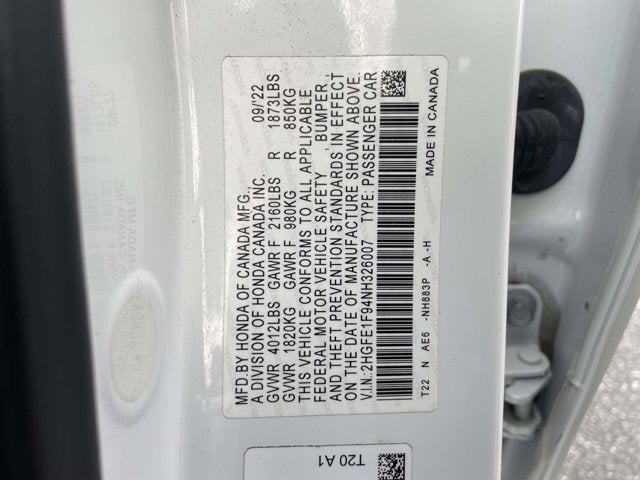 MFD.BY HONDA OF CANADA MFG., 09/'22
A DIVISION OF HONDA CANADA INC.
GVWR 4012LBS GAWR F 2160LBS R 1873LBS
GVWR 1820KG GAWR F 980KG R 850KG
THIS VEHICLE CONFORMS TO ALL APPLICABLE
FEDERAL MOTOR VEHICLE SAFETY , BUMPER ,
AND THEFT PREVENTION STANDARDS IN EFFECT
ON THE DATE OF MANUFACTURE SHOWN ABOVE.
V.I.N.:2HGFE1F94NH326007 TYPE: PASSENGER CAR
T22 N AE6 -NH883P -A -H MADE IN CANADA
T20 A1